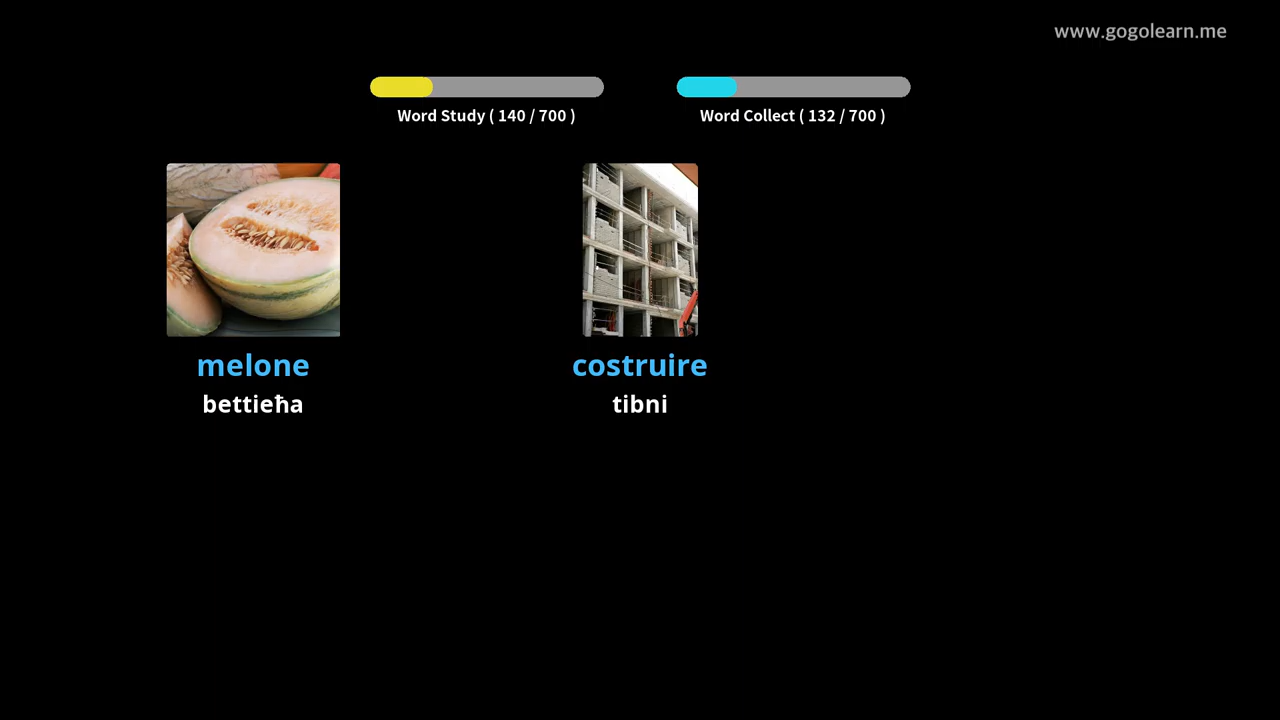 www.gogolearn.me
Word Study ( 140 / 700 )
Word Collect ( 132 / 700 )
melone
costruire
bettieħa
tibni